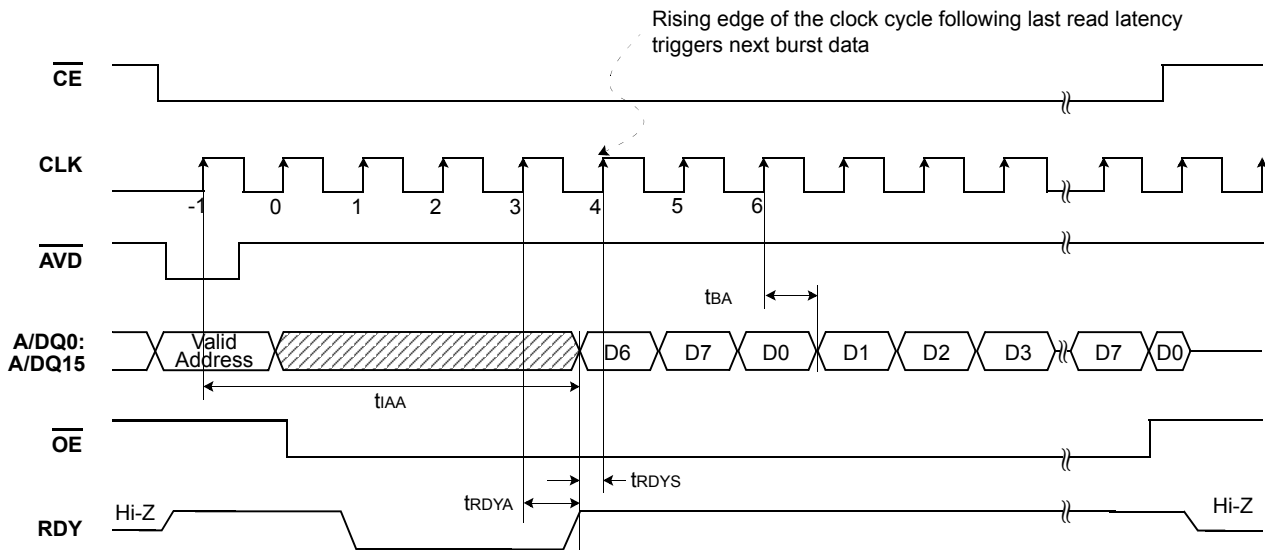 Rising edge of the clock cycle following last read latency
triggers next burst data
CE
CLK
-1 0 1 2 3 4 5 6
AVD
tBA
A/DQ0:
A/DQ15
Valid
Address
D6 D7 D0 D1 D2 D3 D7 D0
tIAA
OE
tRDYS
tRDYA
Hi-Z
RDY
Hi-Z